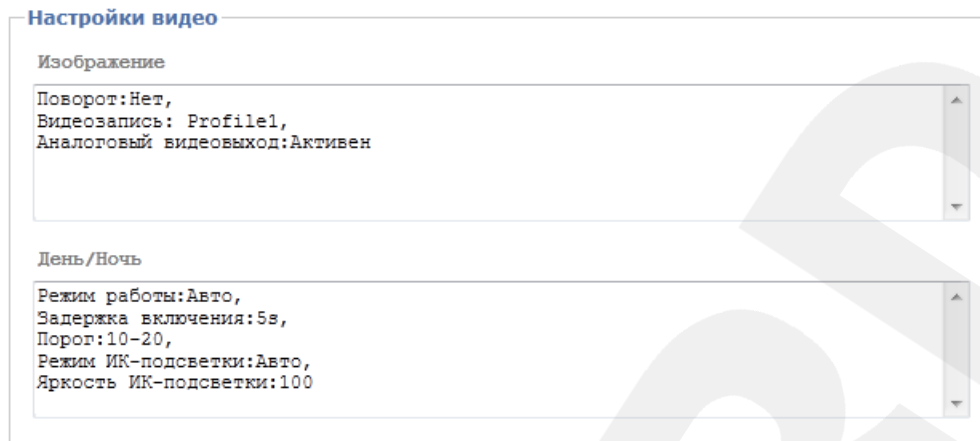 Настройки видео
Изображение
Поворот:Нет,
Видеозапись: Profile1,
Аналоговый видеовыход:Активен
День/Ночь
Режим работы:Авто,
Задержка включения:5s,
Порог:10-20,
Режим ИК-подсветки:Авто,
Яркость ИК-подсветки:100